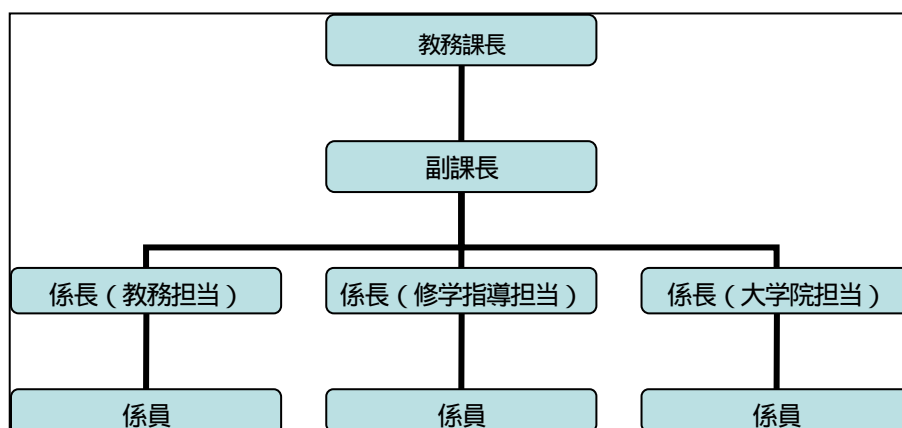 教務課長
副課長
係長(教務担当)
係長(修学指導担当)
係長(大学院担当)
係員
係員
係員